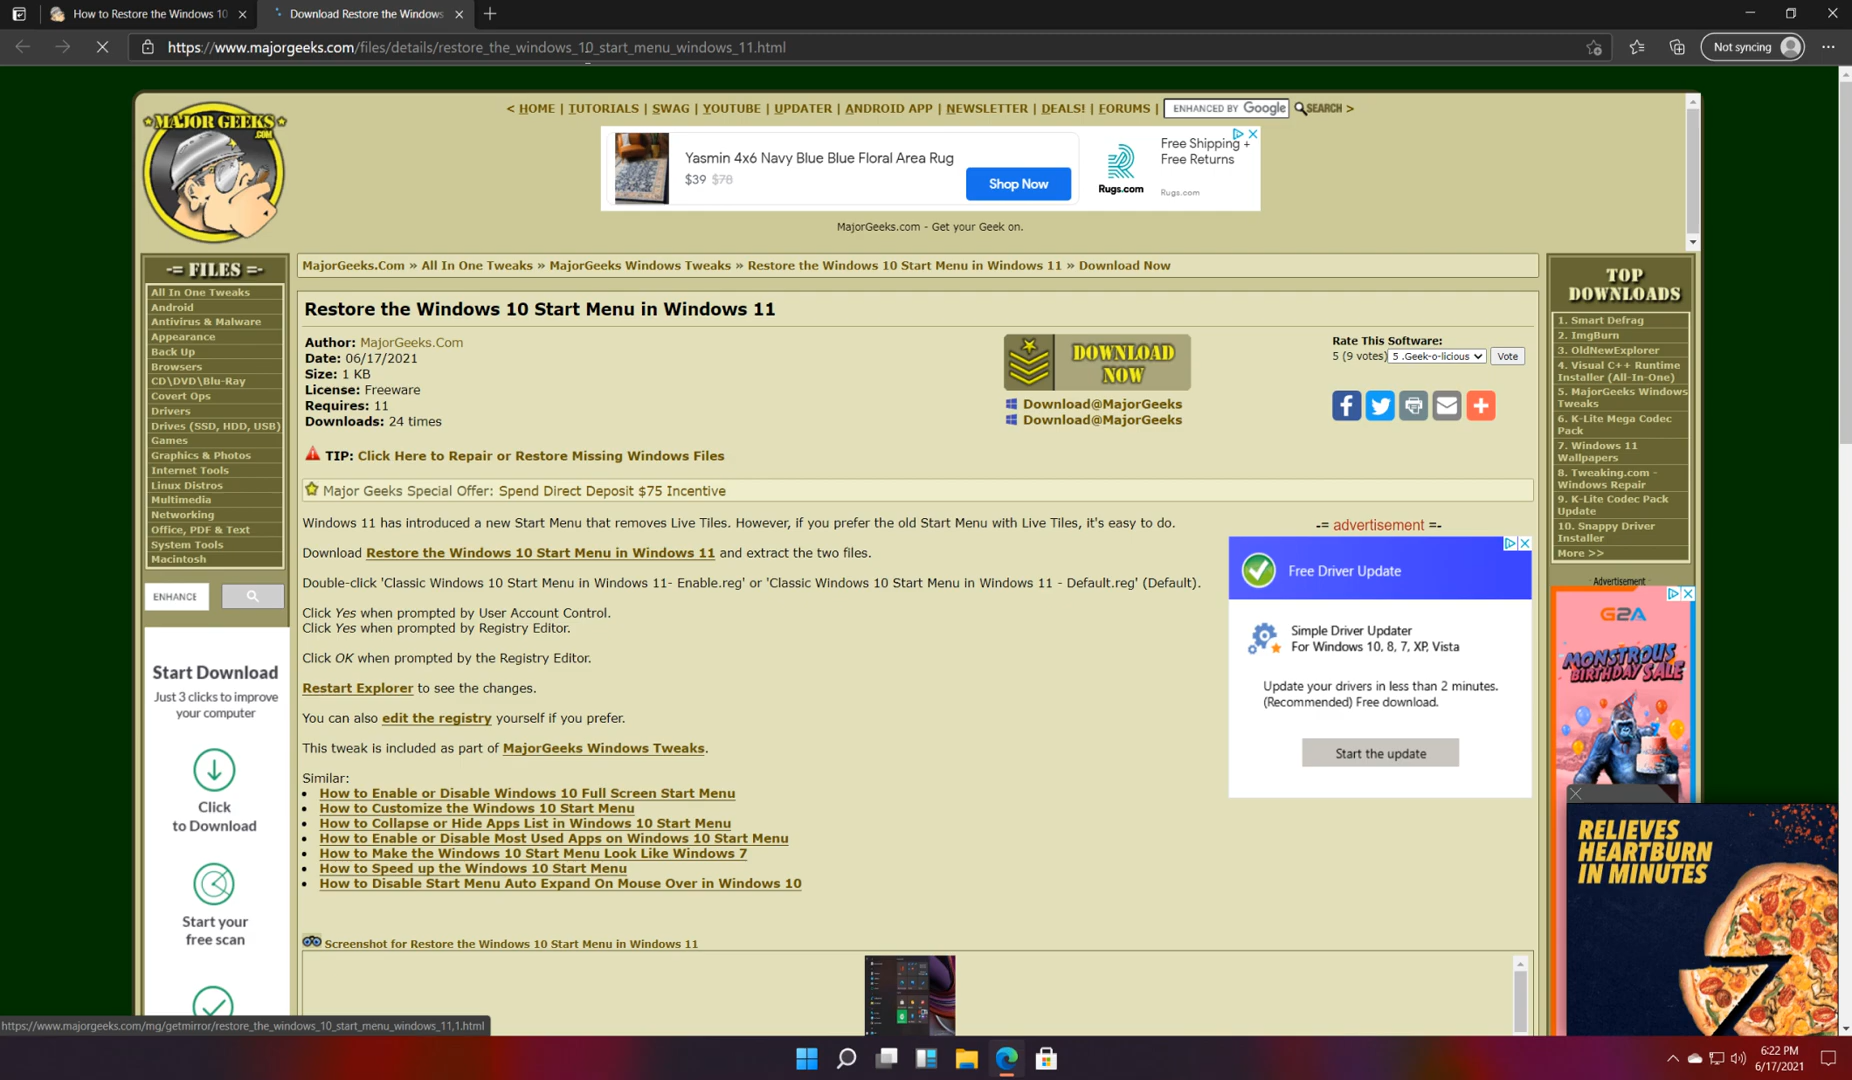 How to Restore the Windows 10
Download Restore the Windows
https://www.majorgeeks.com/files/details/restore_the_windows_10_start_menu_windows_11.html
Not syncing
MAJOR GEEKS
.COM
< HOME | TUTORIALS | SWAG | YOUTUBE | UPDATER | ANDROID APP | NEWSLETTER | DEALS! | FORUMS | ENHANCED BY Google SEARCH >
Yasmin 4x6 Navy Blue Blue Floral Area Rug
$39 $78
Shop Now
Rugs.com
Free Shipping +
Free Returns
Rugs.com
MajorGeeks.com - Get your Geek on.
-= FILES =-
All In One Tweaks
Android
Antivirus & Malware
Appearance
Back Up
Browsers
CD\DVD\Blu-Ray
Covert Ops
Drivers
Drives (SSD, HDD, USB)
Games
Graphics & Photos
Internet Tools
Linux Distros
Multimedia
Networking
Office, PDF & Text
System Tools
Macintosh
ENHANCE
Start Download
Just 3 clicks to improve
your computer
Click
to Download
Start your
free scan
MajorGeeks.Com » All In One Tweaks » MajorGeeks Windows Tweaks » Restore the Windows 10 Start Menu in Windows 11 » Download Now
Restore the Windows 10 Start Menu in Windows 11
Author: MajorGeeks.Com
Date: 06/17/2021
Size: 1 KB
License: Freeware
Requires: 11
Downloads: 24 times
DOWNLOAD
NOW
Download@MajorGeeks
Download@MajorGeeks
Rate This Software:
5 (9 votes) 5 .Geek-o-licious Vote
TIP: Click Here to Repair or Restore Missing Windows Files
Major Geeks Special Offer: Spend Direct Deposit $75 Incentive
Windows 11 has introduced a new Start Menu that removes Live Tiles. However, if you prefer the old Start Menu with Live Tiles, it's easy to do.
Download Restore the Windows 10 Start Menu in Windows 11 and extract the two files.
Double-click 'Classic Windows 10 Start Menu in Windows 11- Enable.reg' or 'Classic Windows 10 Start Menu in Windows 11 - Default.reg' (Default).
Click Yes when prompted by User Account Control.
Click Yes when prompted by Registry Editor.
Click OK when prompted by the Registry Editor.
Restart Explorer to see the changes.
You can also edit the registry yourself if you prefer.
This tweak is included as part of MajorGeeks Windows Tweaks.
Similar:
• How to Enable or Disable Windows 10 Full Screen Start Menu
• How to Customize the Windows 10 Start Menu
• How to Collapse or Hide Apps List in Windows 10 Start Menu
• How to Enable or Disable Most Used Apps on Windows 10 Start Menu
• How to Make the Windows 10 Start Menu Look Like Windows 7
• How to Speed up the Windows 10 Start Menu
• How to Disable Start Menu Auto Expand On Mouse Over in Windows 10
Screenshot for Restore the Windows 10 Start Menu in Windows 11
-= advertisement =-
Free Driver Update
Simple Driver Updater
For Windows 10, 8, 7, XP, Vista
Update your drivers in less than 2 minutes.
(Recommended) Free download.
Start the update
TOP
DOWNLOADS
1. Smart Defrag
2. ImgBurn
3. OldNewExplorer
4. Visual C++ Runtime
Installer (All-In-One)
5. MajorGeeks Windows
Tweaks
6. K-Lite Mega Codec
Pack
7. Windows 11
Wallpapers
8. Tweaking.com -
Windows Repair
9. K-Lite Codec Pack
Update
10. Snappy Driver
Installer
More >>
- Advertisement -
G2A
MONSTROUS
BIRTHDAY SALE
RELIEVES
HEARTBURN
IN MINUTES
https://www.majorgeeks.com/mg/getmirror/restore_the_windows_10_start_menu_windows_11,1.html
6:22 PM
6/17/2021